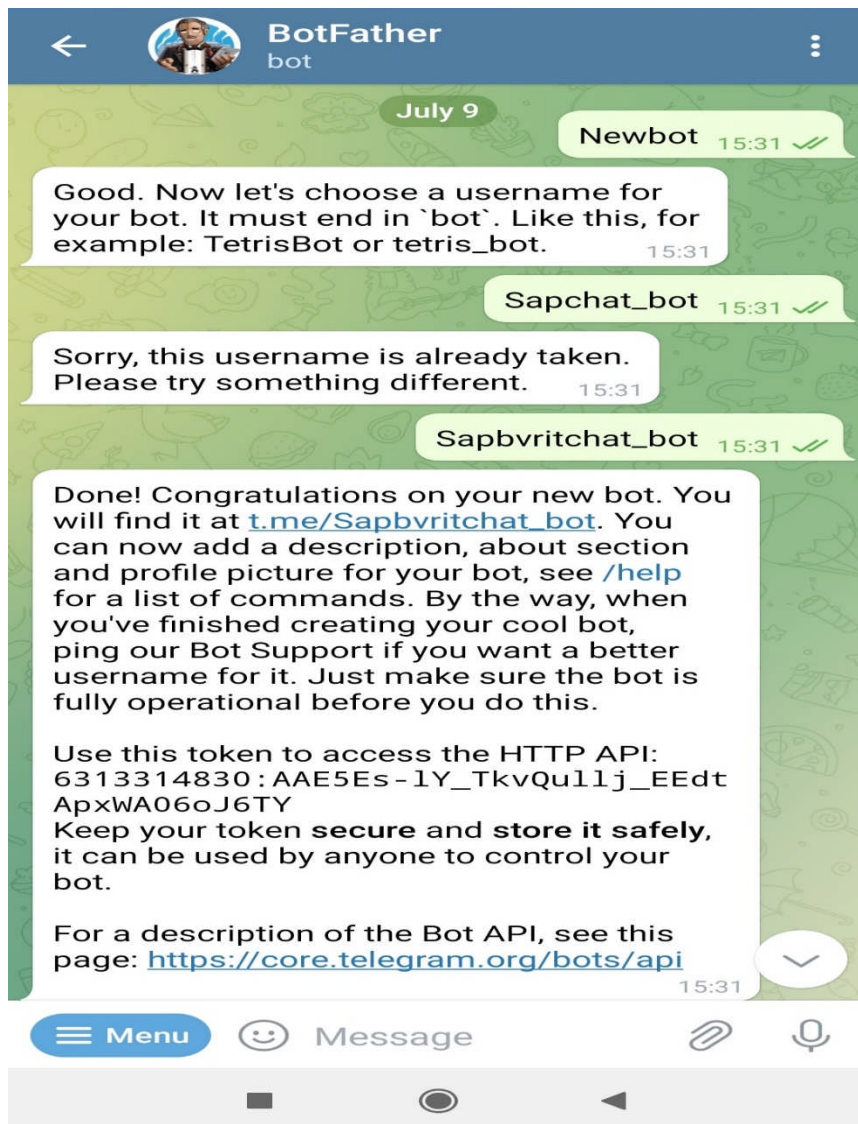 BotFather
bot
July 9
Newbot 15:31
Good. Now let's choose a username for
your bot. It must end in `bot`. Like this, for
example: TetrisBot or tetris_bot.
15:31
Sapchat_bot 15:31
Sorry, this username is already taken.
Please try something different.
15:31
Sapbvritchat_bot 15:31
Done! Congratulations on your new bot. You
will find it at t.me/Sapbvritchat_bot. You
can now add a description, about section
and profile picture for your bot, see /help
for a list of commands. By the way, when
you've finished creating your cool bot,
ping our Bot Support if you want a better
username for it. Just make sure the bot is
fully operational before you do this.
Use this token to access the HTTP API:
6313314830:AAE5Es-lY_TkvQullj_EEdt
ApxWA06oJ6TY
Keep your token secure and store it safely,
it can be used by anyone to control your
bot.
For a description of the Bot API, see this
page: https://core.telegram.org/bots/api
15:31
Menu
Message